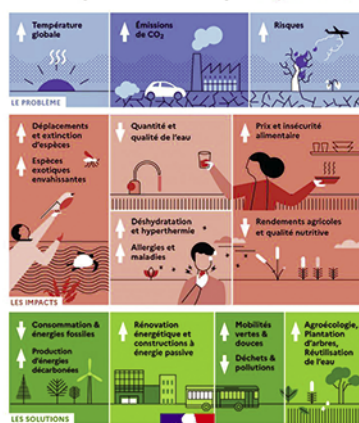 Température
globale
Émissions
de CO₂
Risques
LE PROBLÈME
Déplacements
et extinction
d'espèces
Espèces
exotiques
envahissantes
Quantité et
qualité de l'eau
Prix et insécurité
alimentaire
Déshydratation
et hyperthermie
Allergies et
maladies
Rendements agricoles
et qualité nutritive
LES IMPACTS
Consommation &
énergies fossiles
Production
d'énergies
décarbonées
Rénovation
énergétique et
constructions à
énergie passive
Mobilités
vertes &
douces
Déchets &
pollutions
Agroécologie,
Plantation
d'arbres,
Réutilisation
de l'eau
LES SOLUTIONS